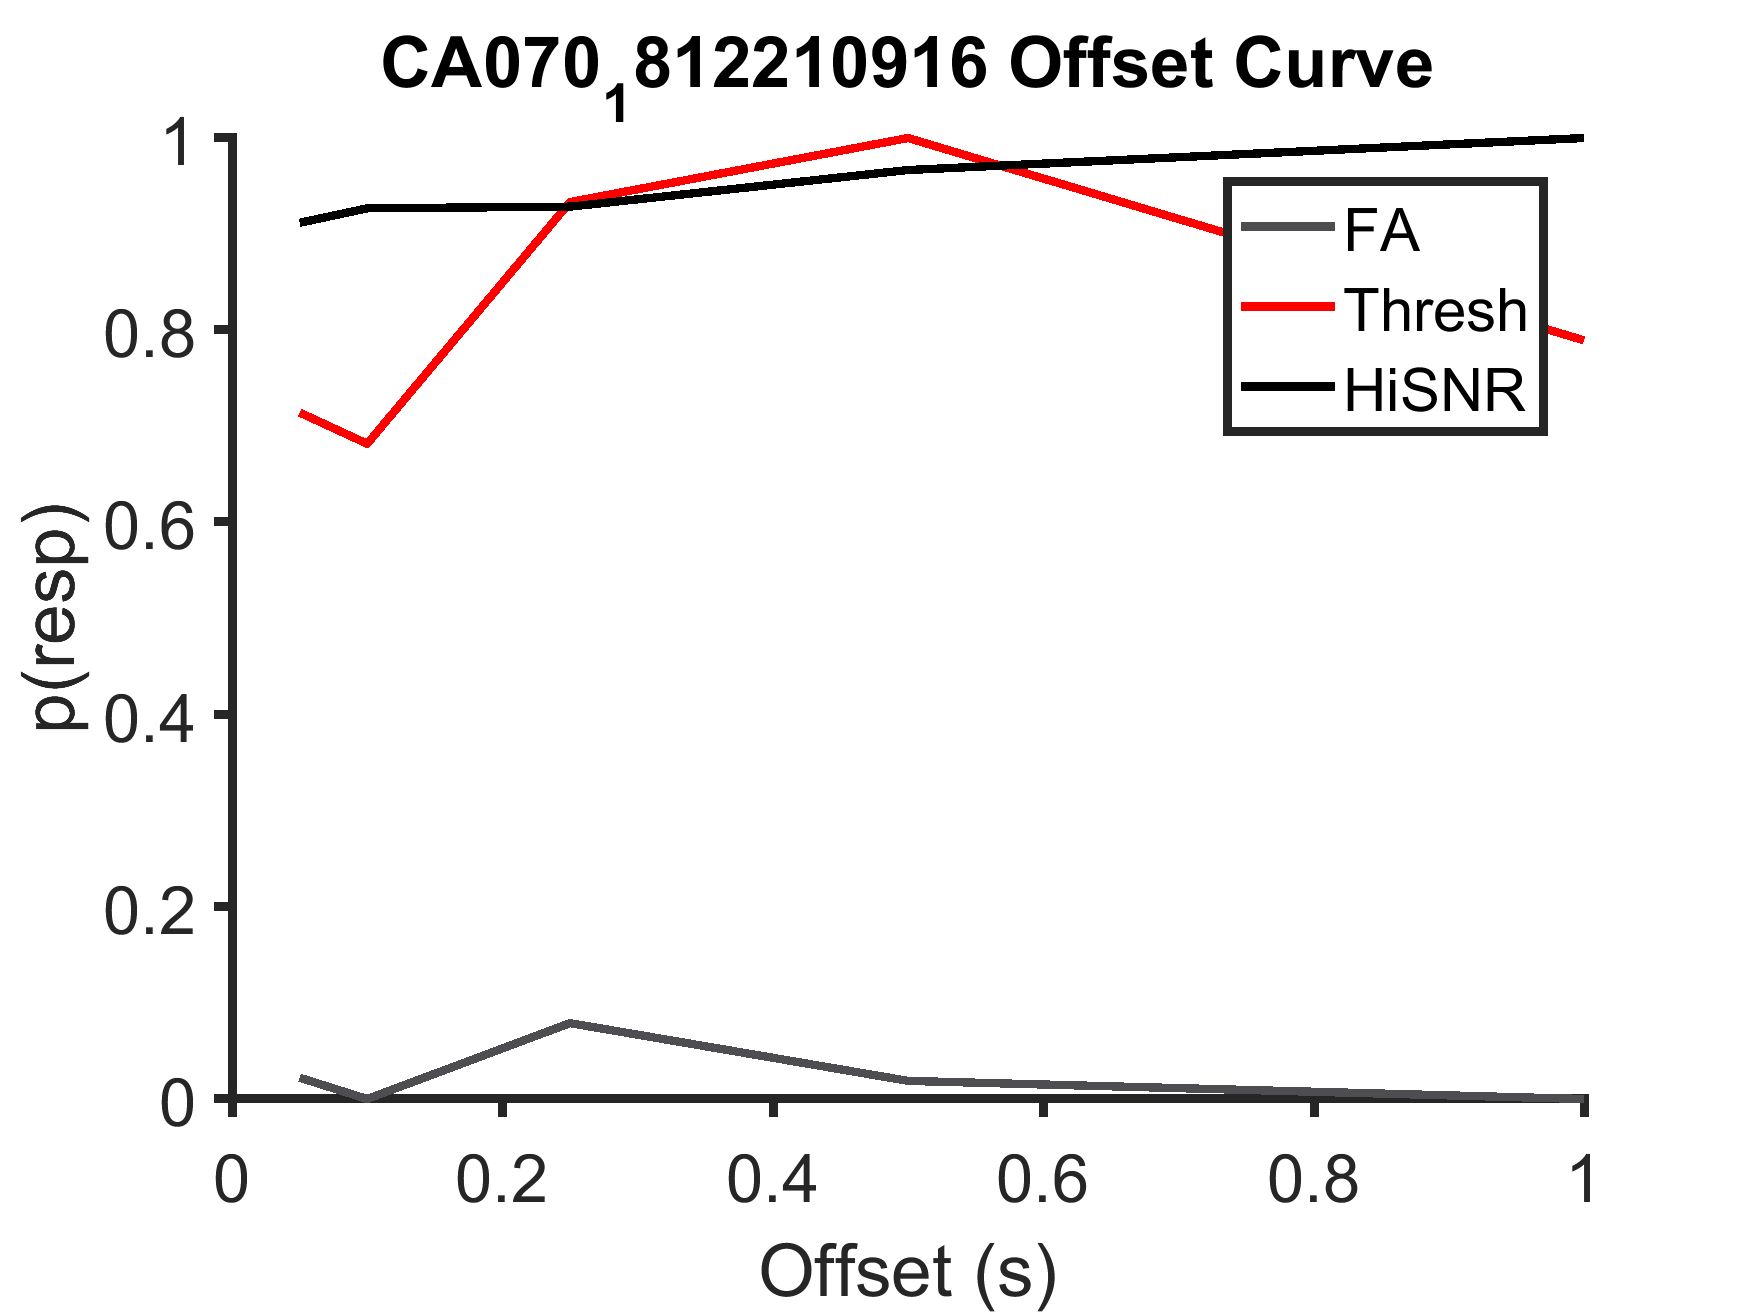 CA070₁812210916 Offset Curve
1
0.8
0.6
0.4
0.2
0
p(resp)
FA
Thresh
HiSNR
0 0.2 0.4 0.6 0.8 1
Offset (s)